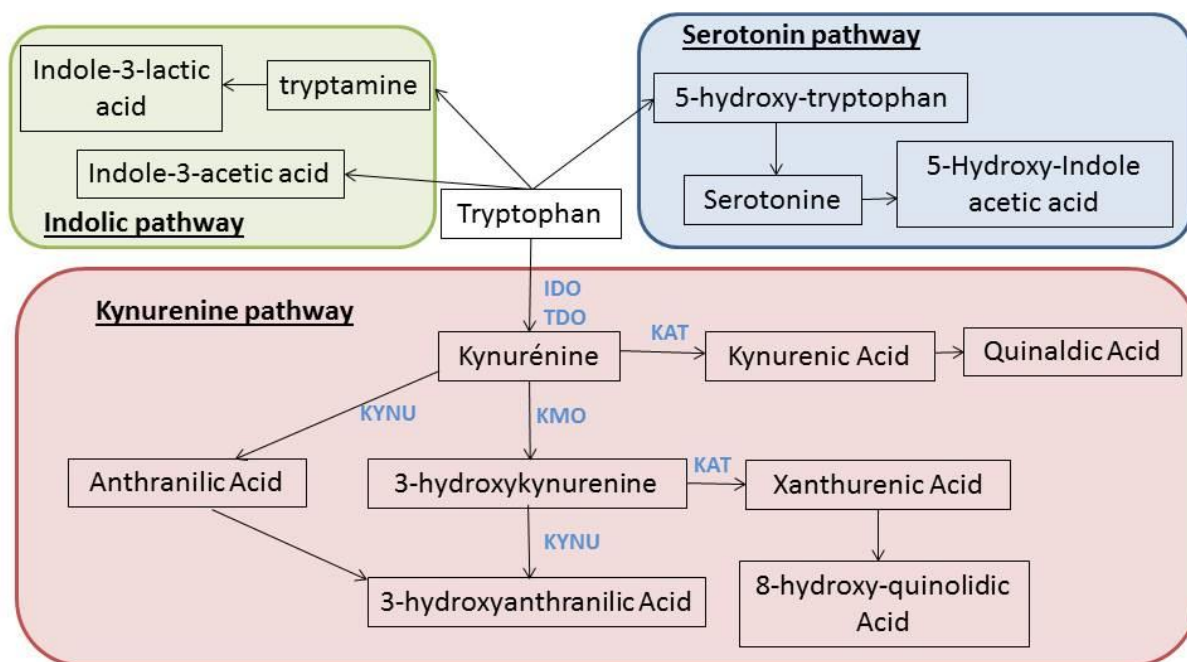 Indole-3-lactic
acid
tryptamine
Indole-3-acetic acid
Indolic pathway
Serotonin pathway
5-hydroxy-tryptophan
Serotonine
5-Hydroxy-Indole
acetic acid
Tryptophan
Kynurenine pathway
IDO
TDO
Kynurénine
KAT
Kynurenic Acid
Quinaldic Acid
KYNU
KMO
Anthranilic Acid
3-hydroxykynurenine
KAT
Xanthurenic Acid
KYNU
3-hydroxyanthranilic Acid
8-hydroxy-quinolidic
Acid